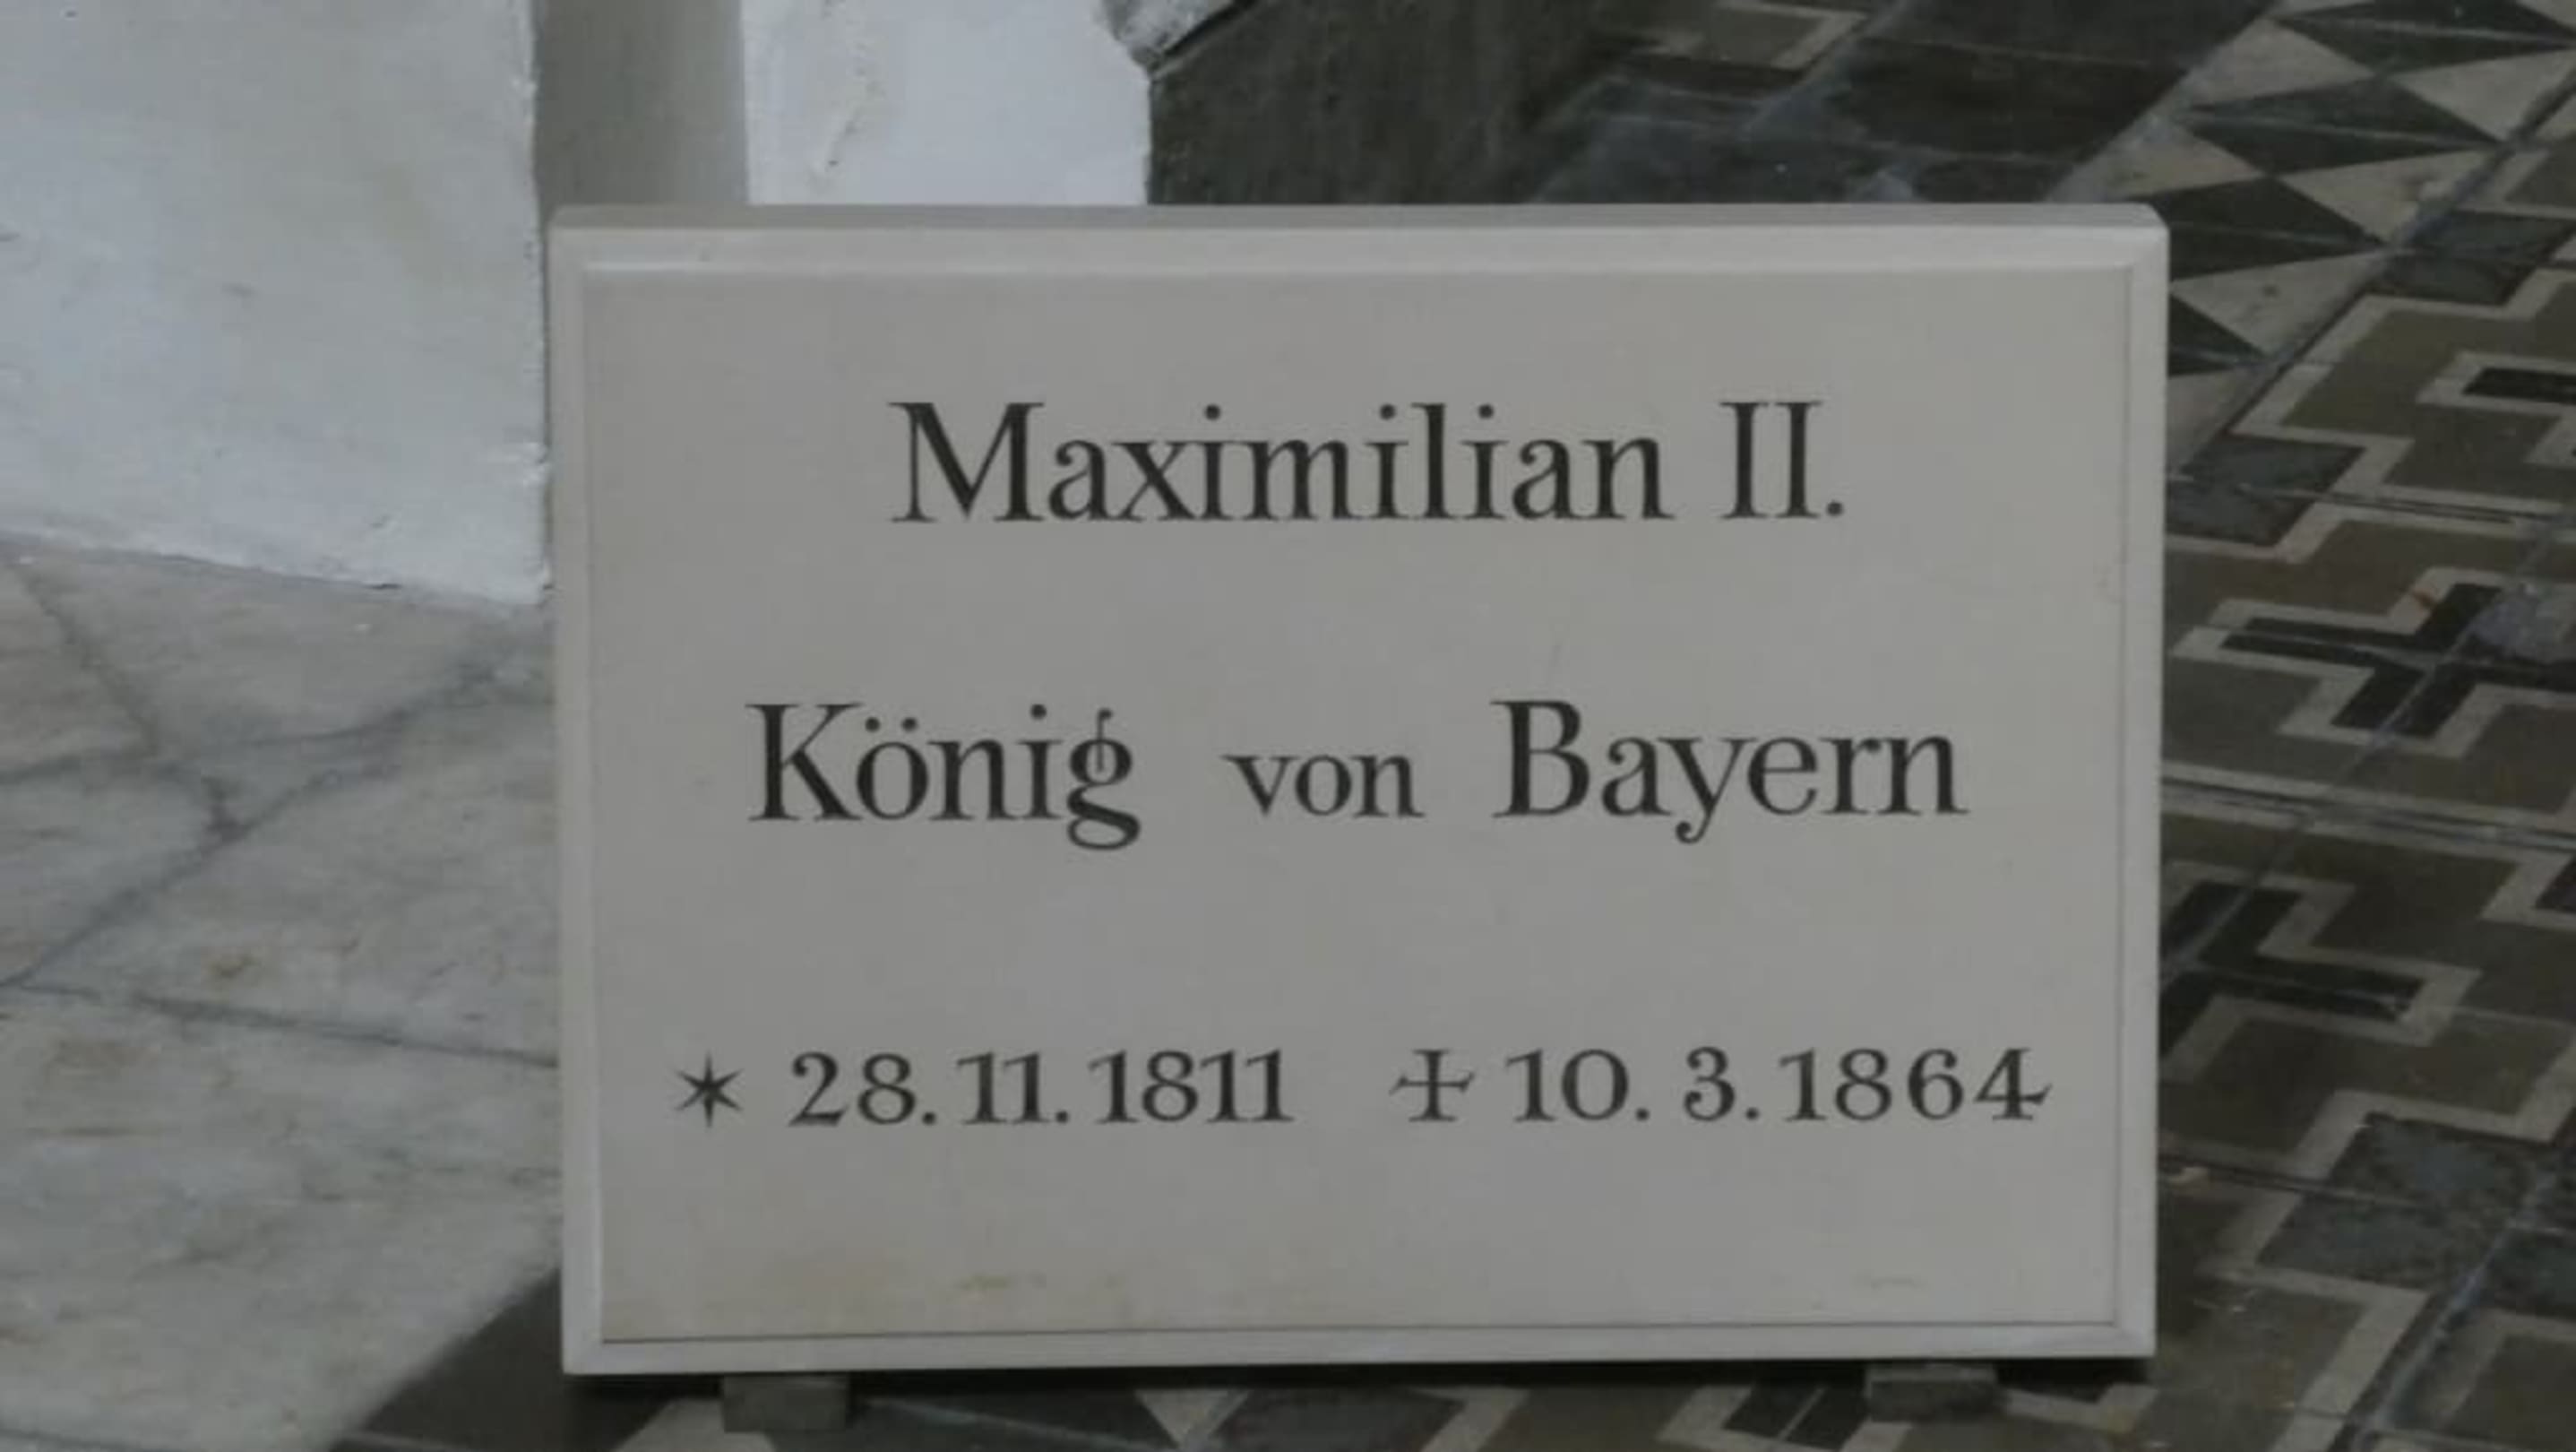 Maximilian II.
König von Bayern
✶ 28.11.1811 ☩ 10.3.1864